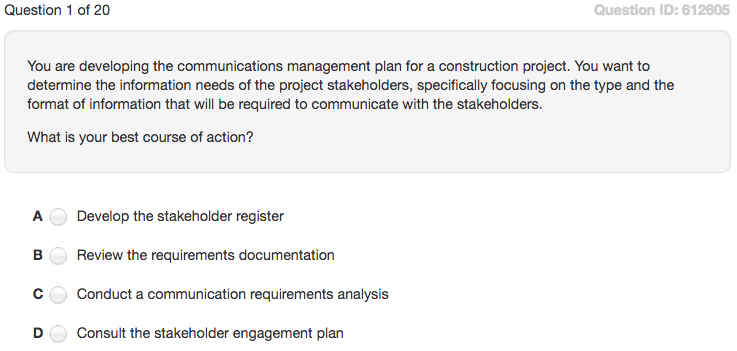 Question 1 of 20
Question ID: 612605
You are developing the communications management plan for a construction project. You want to
determine the information needs of the project stakeholders, specifically focusing on the type and the
format of information that will be required to communicate with the stakeholders.
What is your best course of action?
A Develop the stakeholder register
B Review the requirements documentation
C Conduct a communication requirements analysis
D Consult the stakeholder engagement plan